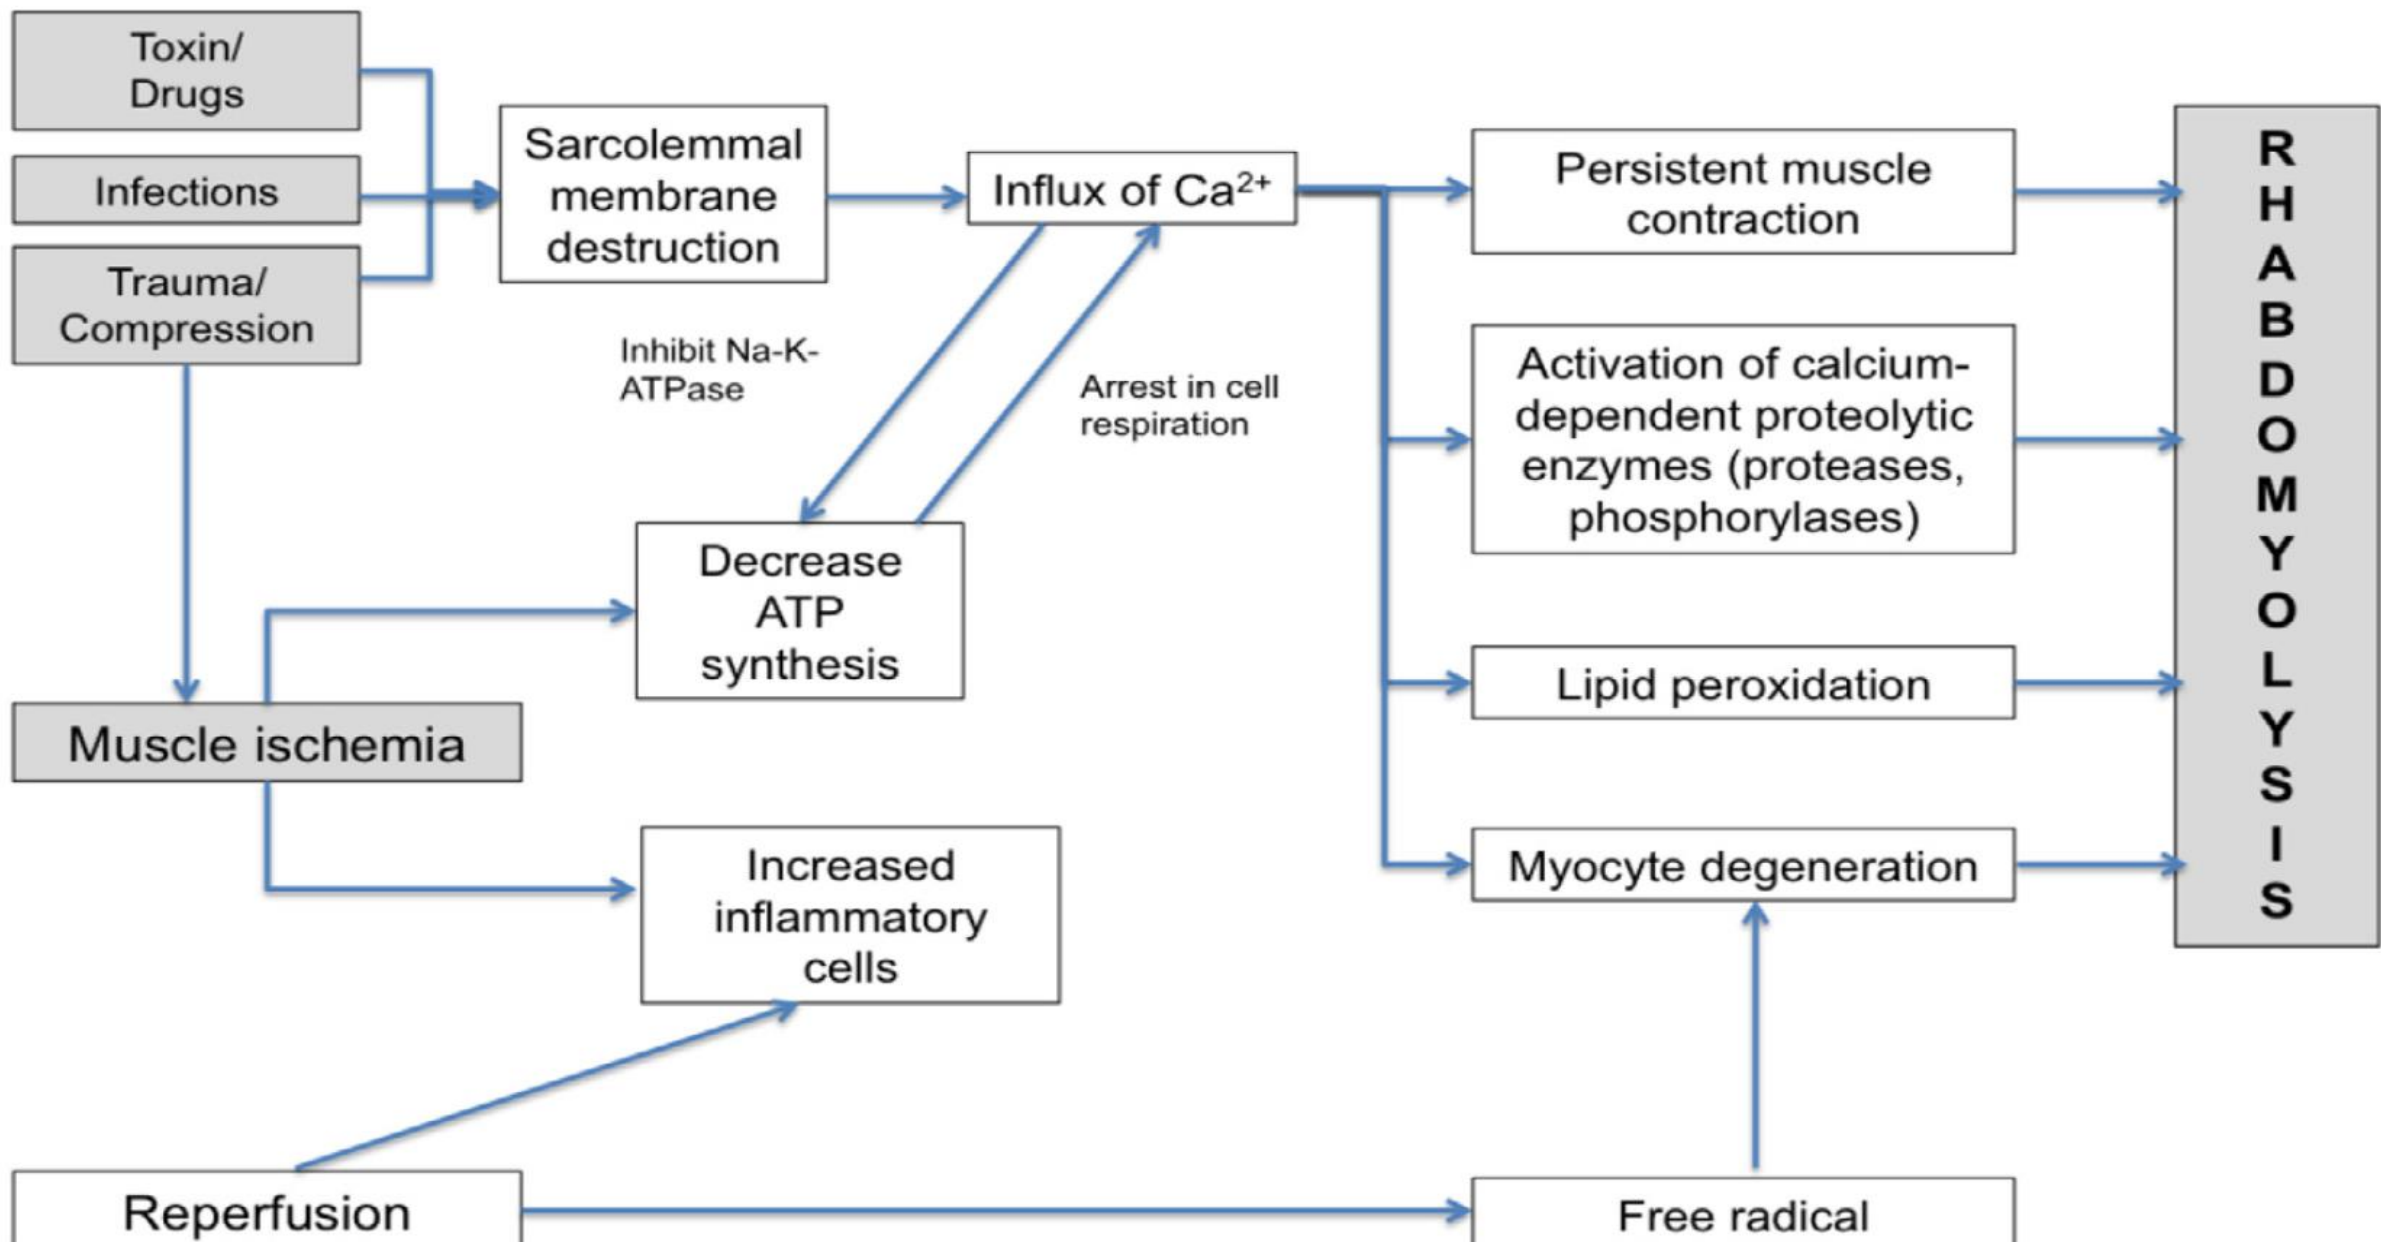 Toxin/
Drugs
Infections
Trauma/
Compression
Sarcolemmal
membrane
destruction
Influx of Ca²⁺
Inhibit Na-K-
ATPase
Arrest in cell
respiration
Decrease
ATP
synthesis
Muscle ischemia
Increased
inflammatory
cells
Reperfusion
Persistent muscle
contraction
Activation of calcium-
dependent proteolytic
enzymes (proteases,
phosphorylases)
Lipid peroxidation
Myocyte degeneration
Free radical
R
H
A
B
D
O
M
Y
O
L
Y
S
I
S